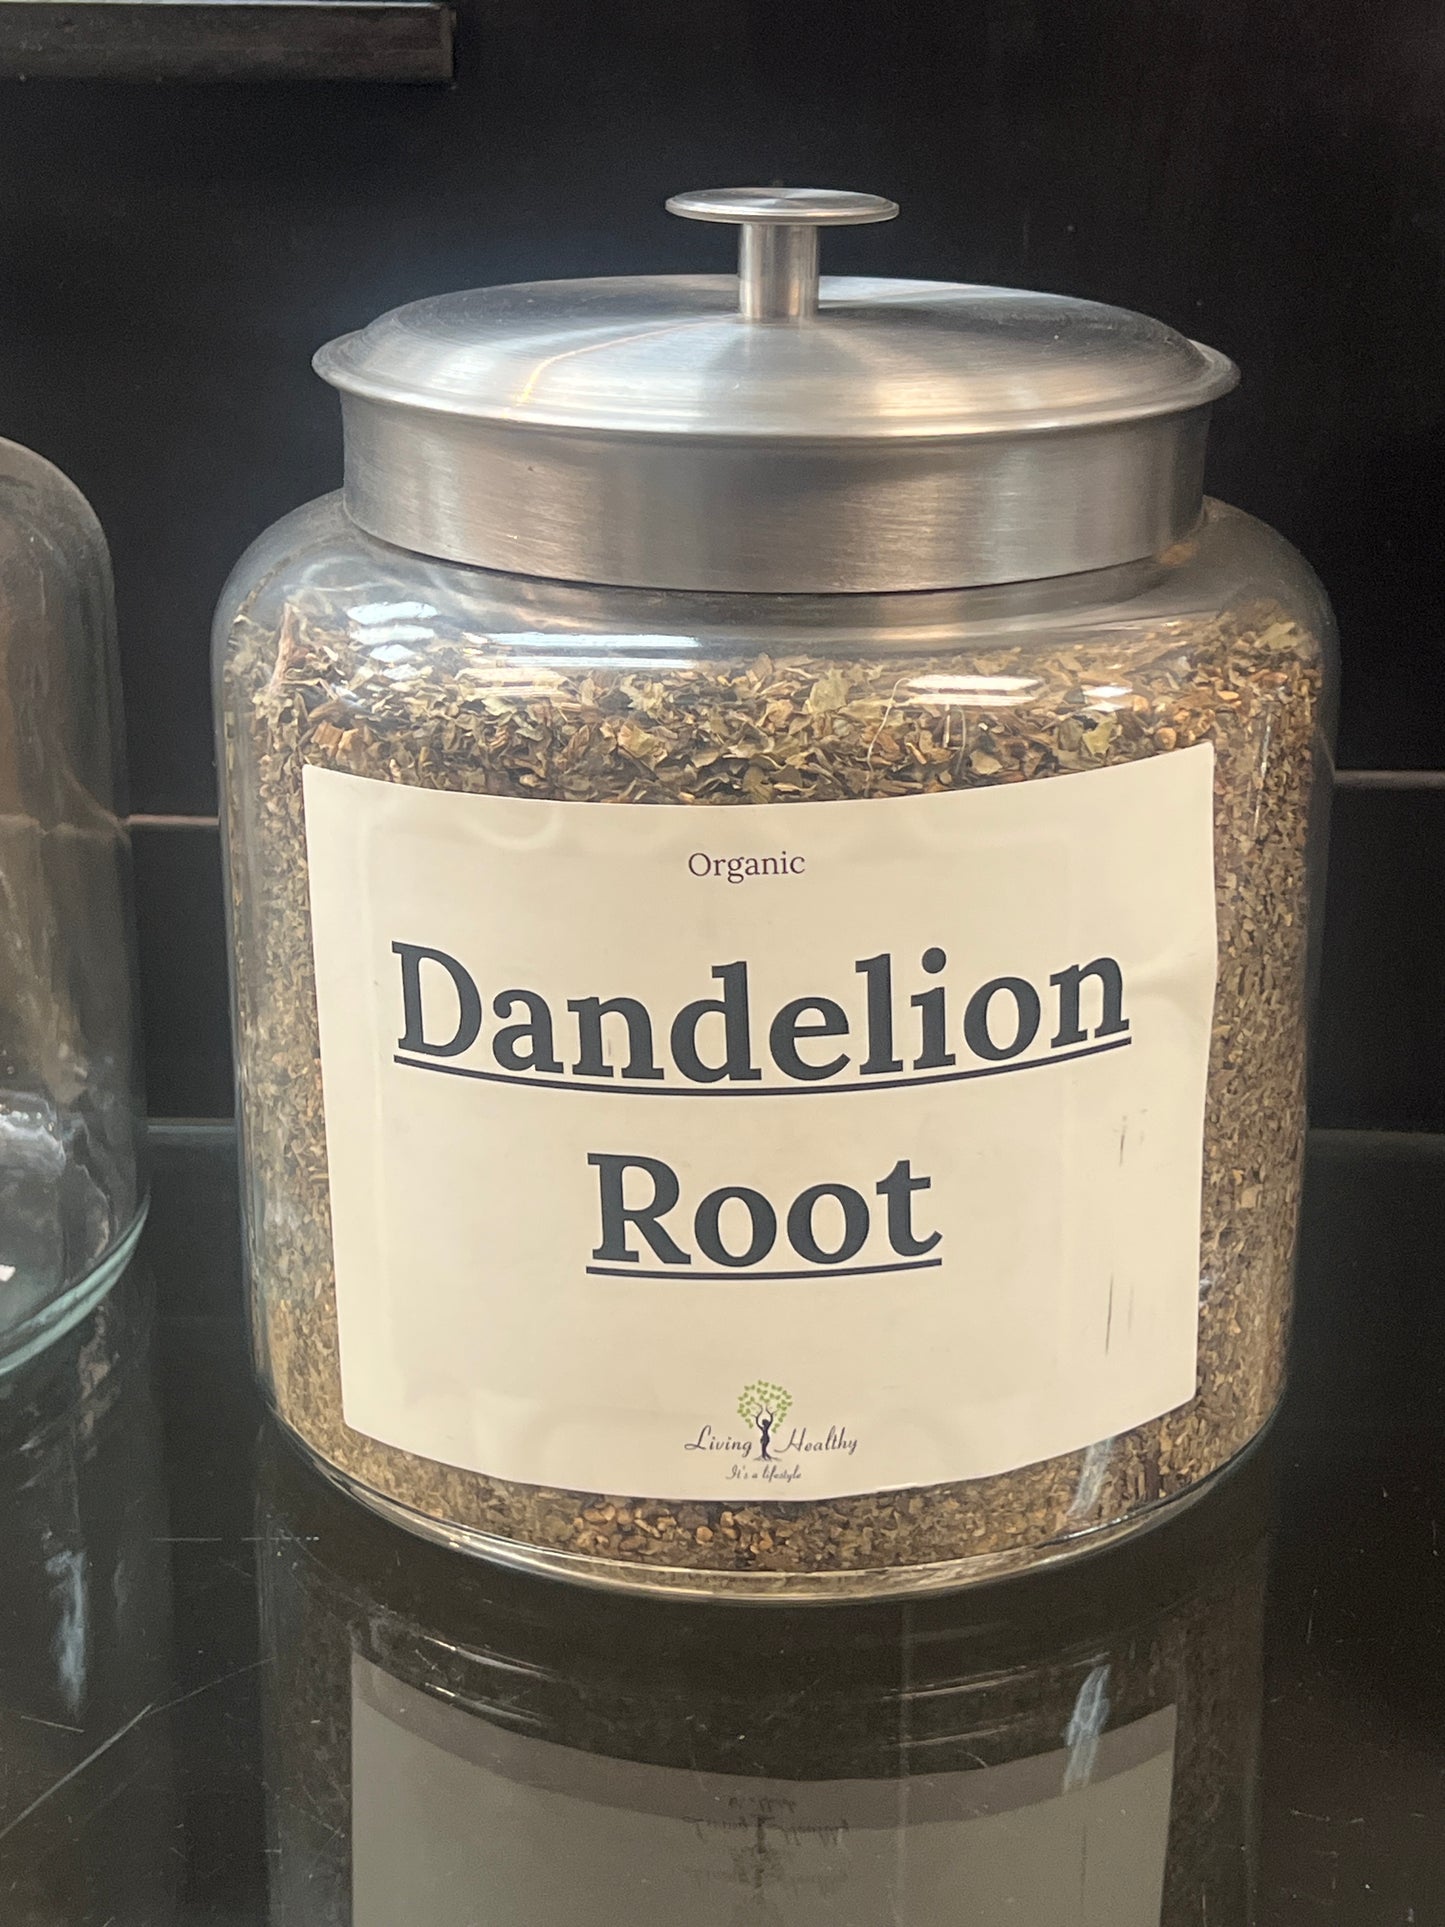 Organic
Dandelion
Root
Living Healthy
It's a lifestyle